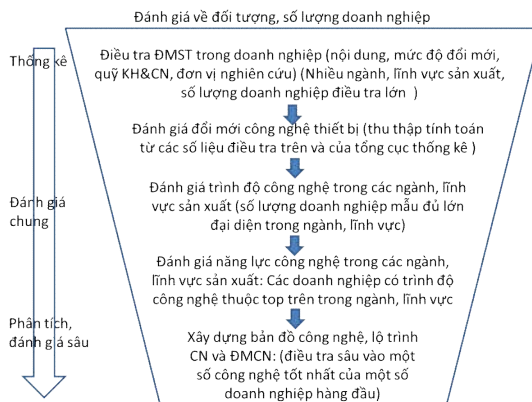 Đánh giá về đối tượng, số lượng doanh nghiệp
Thống kê
Điều tra ĐMST trong doanh nghiệp (nội dung, mức độ đổi mới,
quỹ KH&CN, đơn vị nghiên cứu) (Nhiều ngành, lĩnh vực sản xuất,
số lượng doanh nghiệp điều tra lớn )
Đánh giá đổi mới công nghệ thiết bị (thu thập tính toán
từ các số liệu điều tra trên và của tổng cục thống kê )
Đánh giá
chung
Đánh giá trình độ công nghệ trong các ngành, lĩnh
vực sản xuất (số lượng doanh nghiệp mẫu đủ lớn
đại diện trong ngành, lĩnh vực)
Đánh giá năng lực công nghệ trong các ngành,
lĩnh vực sản xuất: Các doanh nghiệp có trình độ
công nghệ thuộc top trên trong ngành, lĩnh vực
Phân tích,
đánh giá sâu
Xây dựng bản đồ công nghệ, lộ trình
CN và ĐMCN: (điều tra sâu vào một
số công nghệ tốt nhất của một số
doanh nghiệp hàng đầu)